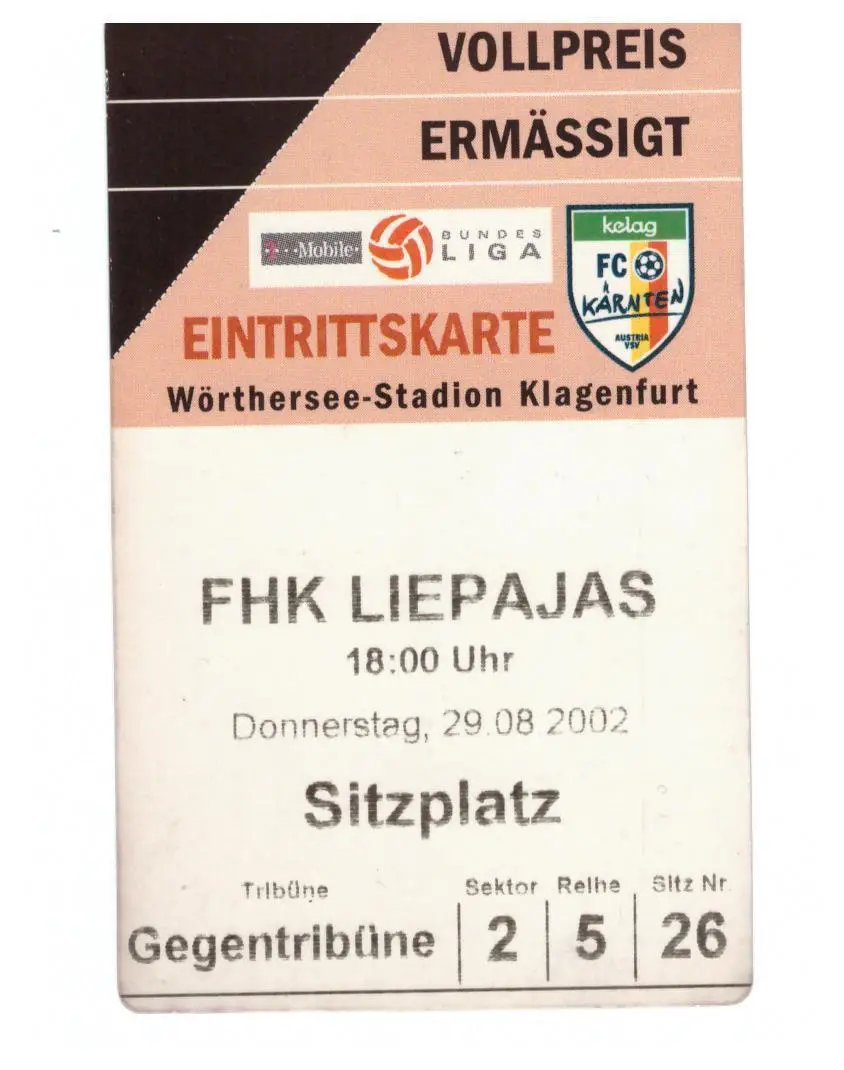 VOLLPREIS
ERMÄSSIGT
T··Mobile·
BUNDES
LIGA
kelag
FC
KÄRNTEN
AUSTRIA
VSV
EINTRITTSKARTE
Wörthersee-Stadion Klagenfurt
FHK LIEPAJAS
18:00 Uhr
Donnerstag, 29.08 2002
Sitzplatz
Tribüne Sektor Reihe Sitz Nr.
Gegentribüne 2 5 26